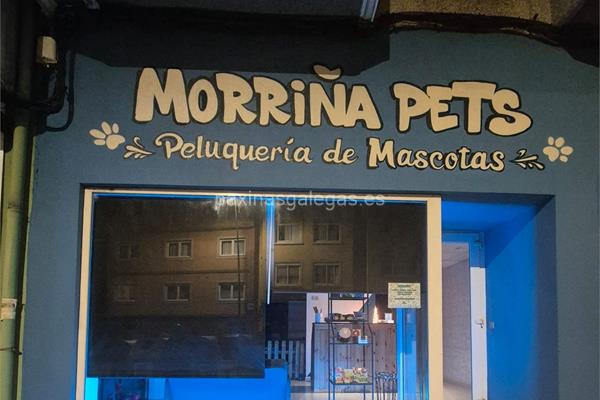 MORRIÑA PETS
Peluquería de Mascotas
paxinasgalegas.es